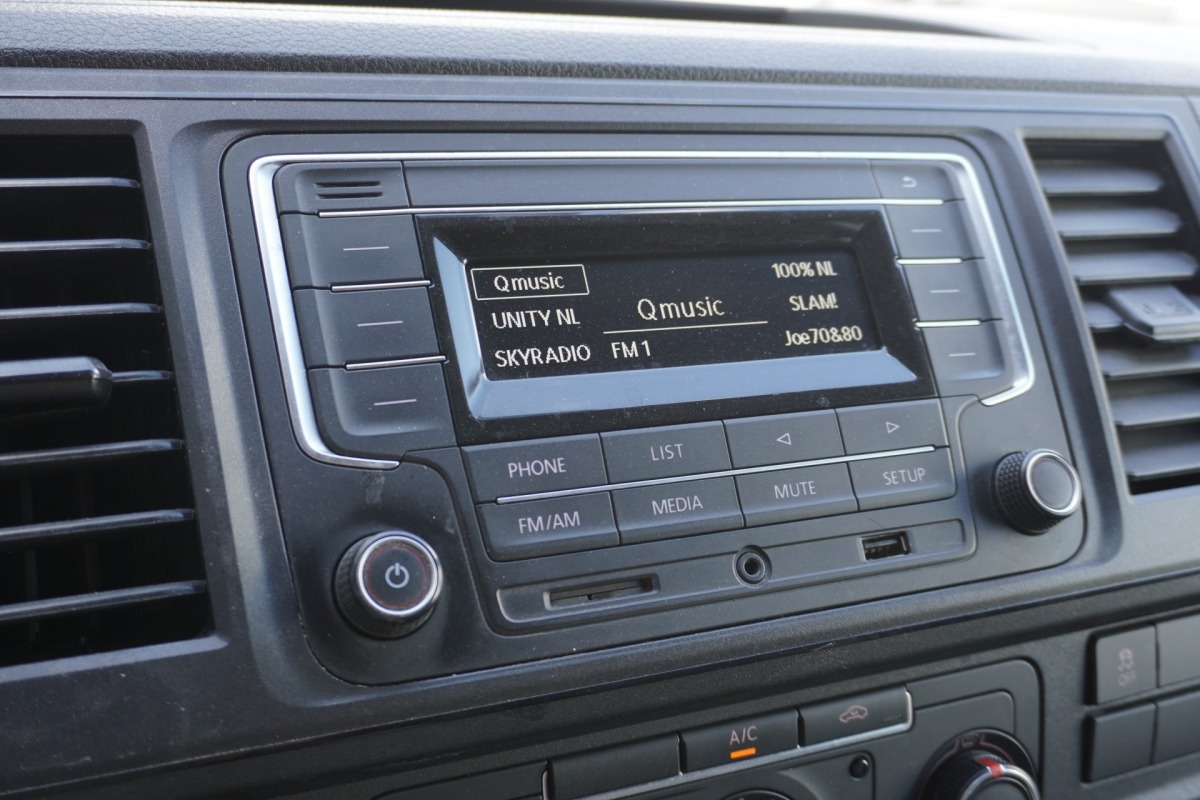 Qmusic
UNITY NL
SKYRADIO
Qmusic
FM 1
100% NL
SLAM!
Joe70&80
PHONE
LIST
FM/AM
MEDIA
MUTE
SETUP
A/C
OFF